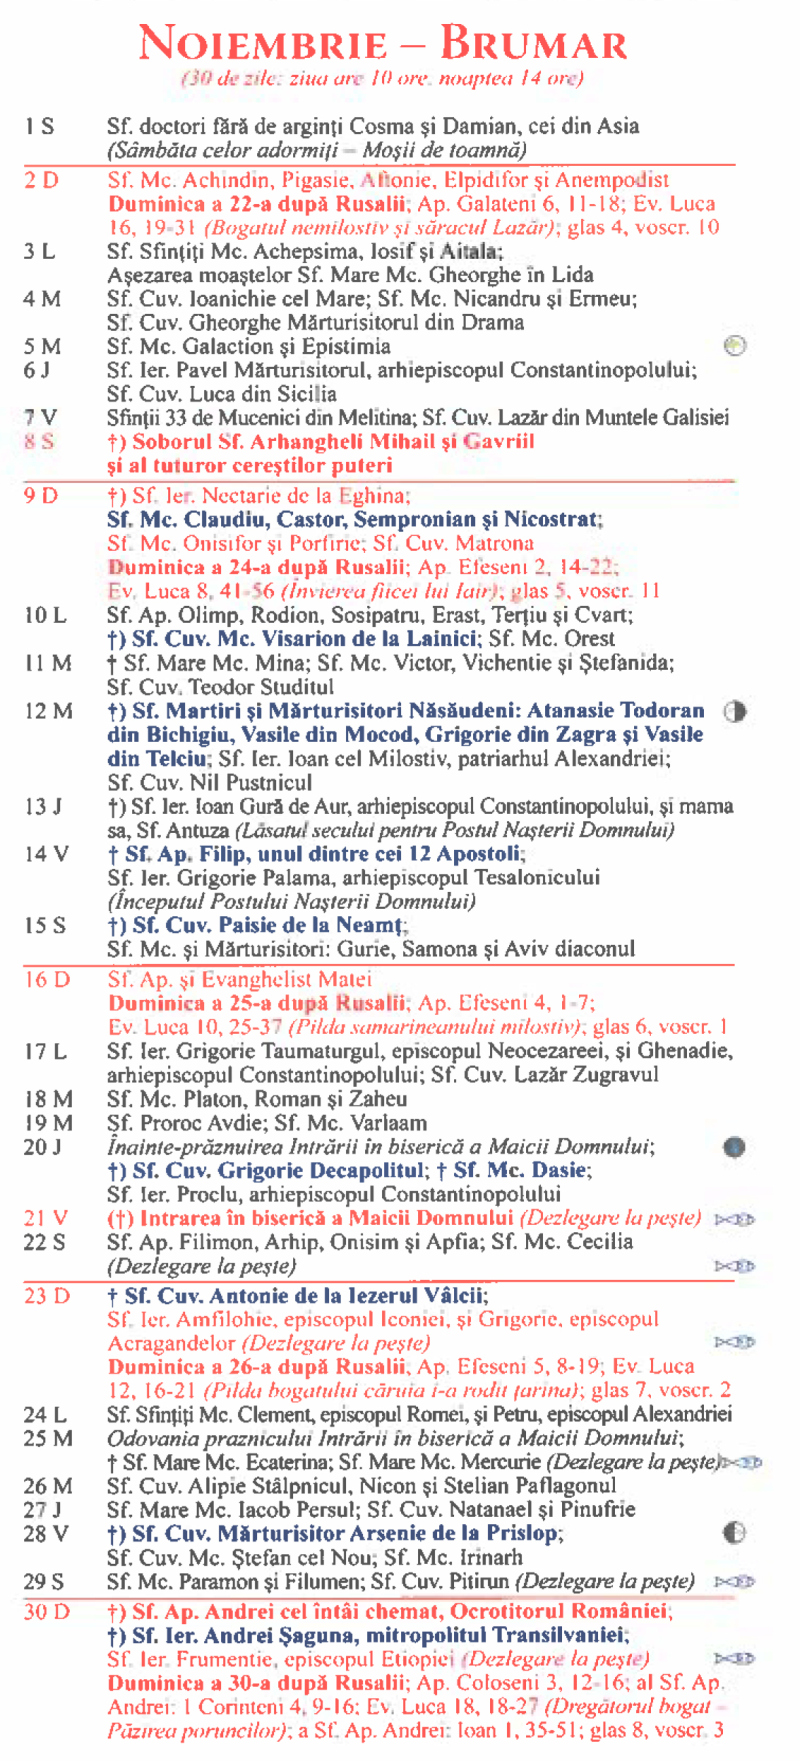 NOIEMBRIE – BRUMAR
(30 de zile; ziua are 10 ore, noaptea 14 ore)
1 S Sf. doctori fără de arginți Cosma și Damian, cei din Asia
(Sâmbăta celor adormiți – Moșii de toamnă)
2 D Sf. Mc. Achindin, Pigasie, Aftonie, Elpidifor și Anempodist
Duminica a 22-a după Rusalii; Ap. Galateni 6, 11-18; Ev. Luca
16, 19-31 (Bogatul nemilostiv și săracul Lazăr); glas 4, voscr. 10
3 L Sf. Sfințiți Mc. Achepsima, Iosif și Aitala;
Așezarea moaștelor Sf. Mare Mc. Gheorghe în Lida
4 M Sf. Cuv. Ioanichie cel Mare; Sf. Mc. Nicandru și Ermeu;
Sf. Cuv. Gheorghe Mărturisitorul din Drama
5 M Sf. Mc. Galaction și Epistimia
6 J Sf. Ier. Pavel Mărturisitorul, arhiepiscopul Constantinopolului;
Sf. Cuv. Luca din Sicilia
7 V Sfinții 33 de Mucenici din Melitina; Sf. Cuv. Lazăr din Muntele Galisiei
8 S †) Soborul Sf. Arhangheli Mihail și Gavriil
și al tuturor cereștilor puteri
9 D †) Sf. Ier. Nectarie de la Eghina;
Sf. Mc. Claudiu, Castor, Sempronian și Nicostrat;
Sf. Mc. Onisifor și Porfirie; Sf. Cuv. Matrona
Duminica a 24-a după Rusalii; Ap. Efeseni 2, 14-22;
Ev. Luca 8, 41-56 (Învierea fiicei lui Iair); glas 5, voscr. 11
10 L Sf. Ap. Olimp, Rodion, Sosipatru, Erast, Terțiu și Cvart;
†) Sf. Cuv. Mc. Visarion de la Lainici; Sf. Mc. Orest
11 M † Sf. Mare Mc. Mina; Sf. Mc. Victor, Vichentie și Ștefanida;
Sf. Cuv. Teodor Studitul
12 M †) Sf. Martiri și Mărturisitori Năsăudeni: Atanasie Todoran
din Bichigiu, Vasile din Mocod, Grigorie din Zagra și Vasile
din Telciu; Sf. Ier. Ioan cel Milostiv, patriarhul Alexandriei;
Sf. Cuv. Nil Pustnicul
13 J †) Sf. Ier. Ioan Gură de Aur, arhiepiscopul Constantinopolului, și mama
sa, Sf. Antuza (Lăsatul secului pentru Postul Nașterii Domnului)
14 V † Sf. Ap. Filip, unul dintre cei 12 Apostoli;
Sf. Ier. Grigorie Palama, arhiepiscopul Tesalonicului
(Începutul Postului Nașterii Domnului)
15 S †) Sf. Cuv. Paisie de la Neamț;
Sf. Mc. și Mărturisitori: Gurie, Samona și Aviv diaconul
16 D Sf. Ap. și Evanghelist Matei
Duminica a 25-a după Rusalii; Ap. Efeseni 4, 1-7;
Ev. Luca 10, 25-37 (Pilda samarineanului milostiv); glas 6, voscr. 1
17 L Sf. Ier. Grigorie Taumaturgul, episcopul Neocezareei, și Ghenadie,
arhiepiscopul Constantinopolului; Sf. Cuv. Lazăr Zugravul
18 M Sf. Mc. Platon, Roman și Zaheu
19 M Sf. Proroc Avdie; Sf. Mc. Varlaam
20 J Înainte-prăznuirea Intrării în biserică a Maicii Domnului;
†) Sf. Cuv. Grigorie Decapolitul; † Sf. Mc. Dasie;
Sf. Ier. Proclu, arhiepiscopul Constantinopolului
21 V (†) Intrarea în biserică a Maicii Domnului (Dezlegare la pește)
22 S Sf. Ap. Filimon, Arhip, Onisim și Apfia; Sf. Mc. Cecilia
(Dezlegare la pește)
23 D † Sf. Cuv. Antonie de la Iezerul Vâlcii;
Sf. Ier. Amfilohie, episcopul Iconiei, și Grigorie, episcopul
Acragandelor (Dezlegare la pește)
Duminica a 26-a după Rusalii; Ap. Efeseni 5, 8-19; Ev. Luca
12, 16-21 (Pilda bogatului căruia i-a rodit țarina); glas 7, voscr. 2
24 L Sf. Sfințiți Mc. Clement, episcopul Romei, și Petru, episcopul Alexandriei
25 M Odovania praznicului Intrării în biserică a Maicii Domnului;
† Sf. Mare Mc. Ecaterina; Sf. Mare Mc. Mercurie (Dezlegare la pește)
26 M Sf. Cuv. Alipie Stâlpnicul, Nicon și Stelian Paflagonul
27 J Sf. Mare Mc. Iacob Persul; Sf. Cuv. Natanael și Pinufrie
28 V †) Sf. Cuv. Mărturisitor Arsenie de la Prislop;
Sf. Cuv. Mc. Ștefan cel Nou; Sf. Mc. Irinarh
29 S Sf. Mc. Paramon și Filumen; Sf. Cuv. Pitirun (Dezlegare la pește)
30 D †) Sf. Ap. Andrei cel întâi chemat, Ocrotitorul României;
†) Sf. Ier. Andrei Șaguna, mitropolitul Transilvaniei;
Sf. Ier. Frumentie, episcopul Etiopiei (Dezlegare la pește)
Duminica a 30-a după Rusalii; Ap. Coloseni 3, 12-16; al Sf. Ap.
Andrei: I Corinteni 4, 9-16; Ev. Luca 18, 18-27 (Dregătorul bogat –
Păzirea poruncilor); a Sf. Ap. Andrei: Ioan 1, 35-51; glas 8, voscr. 3